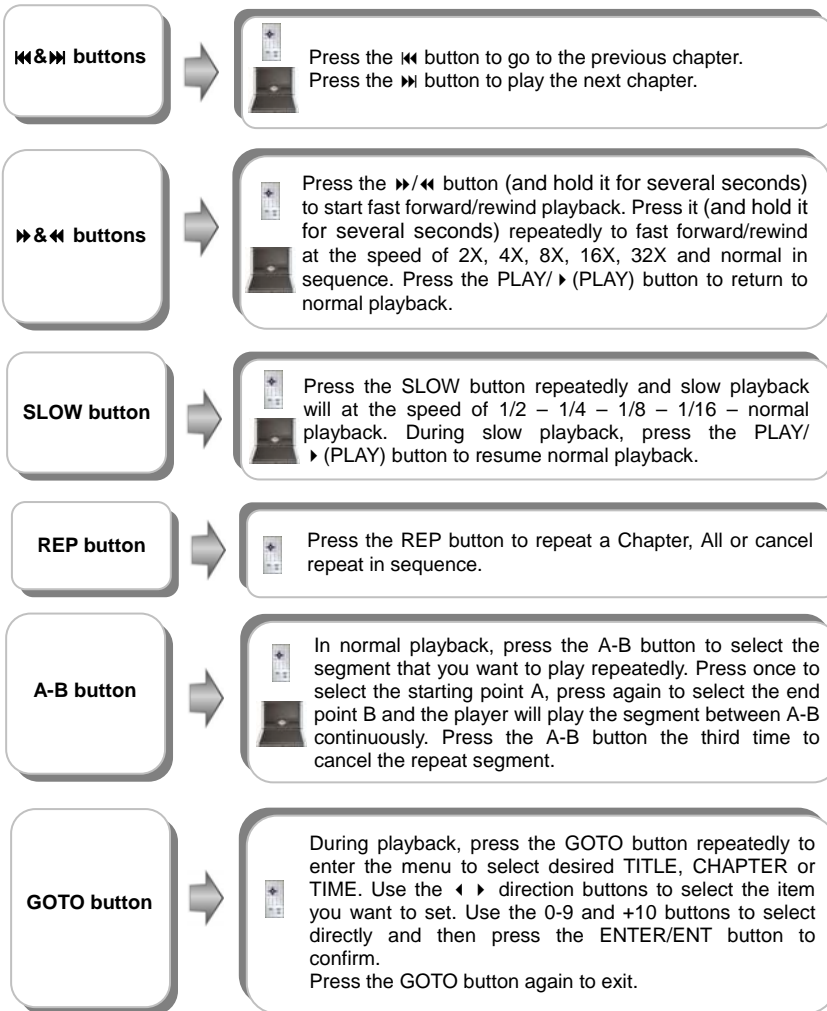 ⏮&⏭ buttons
Press the ⏮ button to go to the previous chapter.
Press the ⏭ button to play the next chapter.
⏩&⏪ buttons
Press the ⏩/⏪ button (and hold it for several seconds)
to start fast forward/rewind playback. Press it (and hold it
for several seconds) repeatedly to fast forward/rewind
at the speed of 2X, 4X, 8X, 16X, 32X and normal in
sequence. Press the PLAY/⏵(PLAY) button to return to
normal playback.
SLOW button
Press the SLOW button repeatedly and slow playback
will at the speed of 1/2 – 1/4 – 1/8 – 1/16 – normal
playback. During slow playback, press the PLAY/
⏵(PLAY) button to resume normal playback.
REP button
Press the REP button to repeat a Chapter, All or cancel
repeat in sequence.
A-B button
In normal playback, press the A-B button to select the
segment that you want to play repeatedly. Press once to
select the starting point A, press again to select the end
point B and the player will play the segment between A-B
continuously. Press the A-B button the third time to
cancel the repeat segment.
GOTO button
During playback, press the GOTO button repeatedly to
enter the menu to select desired TITLE, CHAPTER or
TIME. Use the ⏴ ⏵ direction buttons to select the item
you want to set. Use the 0-9 and +10 buttons to select
directly and then press the ENTER/ENT button to
confirm.
Press the GOTO button again to exit.